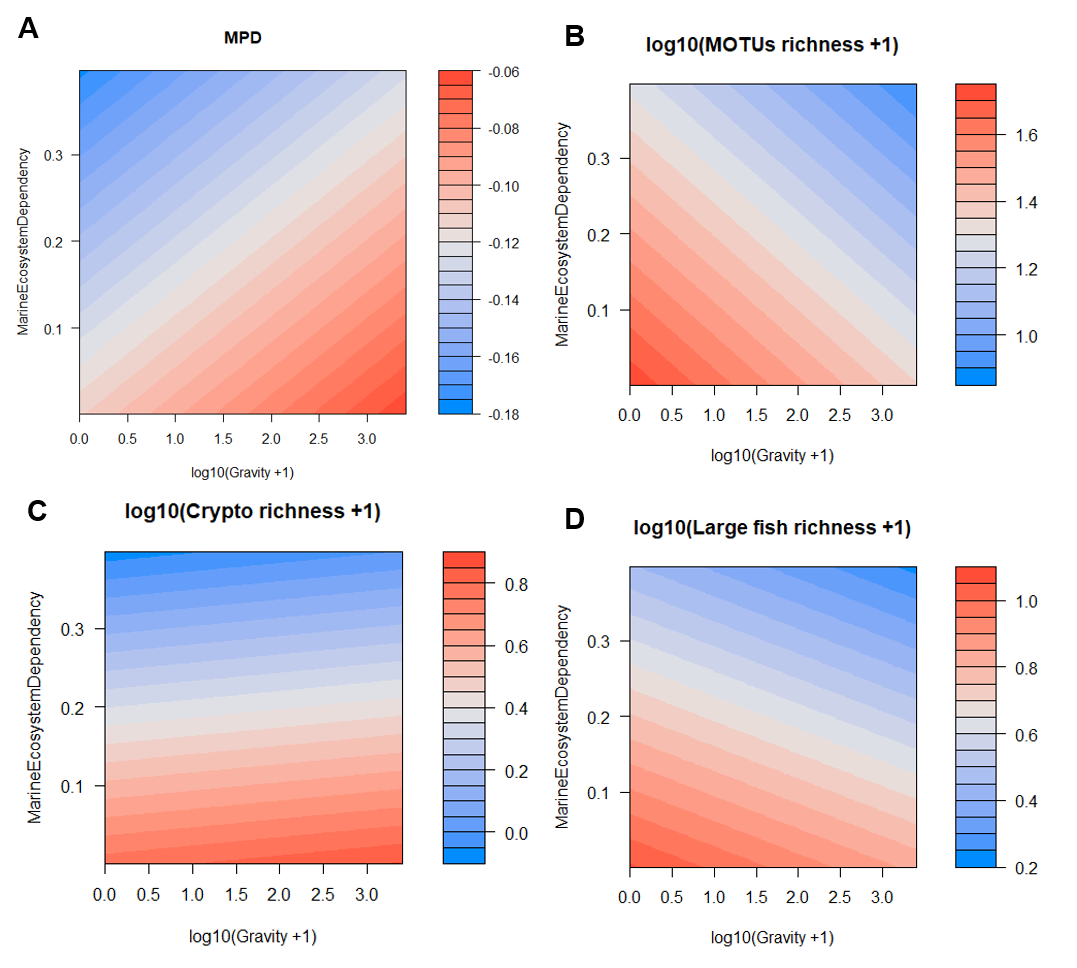 A
MPD
MarineEcosystemDependency
0.3
0.2
0.1
0.0 0.5 1.0 1.5 2.0 2.5 3.0
log10(Gravity +1)
-0.06
-0.08
-0.10
-0.12
-0.14
-0.16
-0.18
B
log10(MOTUs richness +1)
MarineEcosystemDependency
0.3
0.2
0.1
0.0 0.5 1.0 1.5 2.0 2.5 3.0
log10(Gravity +1)
1.6
1.4
1.2
1.0
C
log10(Crypto richness +1)
MarineEcosystemDependency
0.3
0.2
0.1
0.0 0.5 1.0 1.5 2.0 2.5 3.0
log10(Gravity +1)
0.8
0.6
0.4
0.2
0.0
D
log10(Large fish richness +1)
MarineEcosystemDependency
0.3
0.2
0.1
0.0 0.5 1.0 1.5 2.0 2.5 3.0
log10(Gravity +1)
1.0
0.8
0.6
0.4
0.2